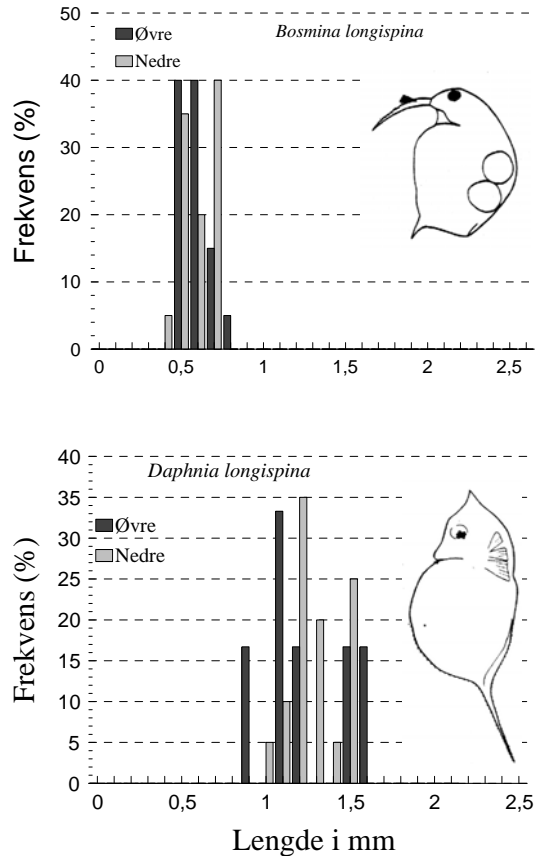 50
Øvre
Bosmina longispina
Nedre
40
30
20
10
0
Frekvens (%)
0 0,5 1 1,5 2 2,5
40
Daphnia longispina
35
Øvre
30
Nedre
25
20
15
10
5
0
Frekvens (%)
0 0,5 1 1,5 2 2,5
Lengde i mm